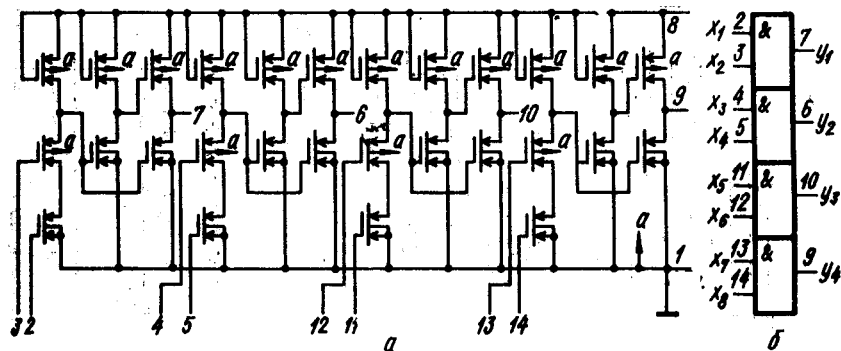 8
а а а а а а а а а а а а
7 6 10 9
а а а а
1
а
3 2 4 5 12 11 13 14
а
X1 2 & 7 y1
X2 3
X3 4 & 6 y2
X4 5
X5 11 & 10 y3
X6 12
X7 13 & 9 y4
X8 14
б